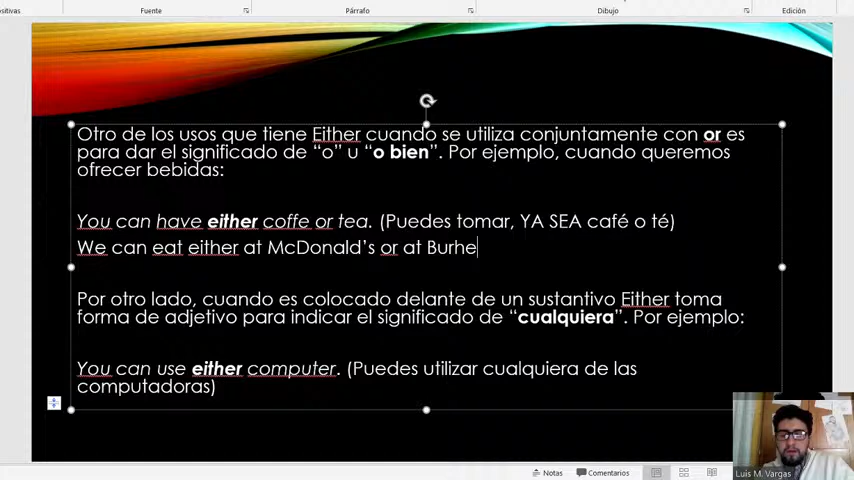 ositivas
Fuente
Párrafo
Dibujo
Edición
Otro de los usos que tiene Either cuando se utiliza conjuntamente con or es
para dar el significado de “o” u “o bien”. Por ejemplo, cuando queremos
ofrecer bebidas:
You can have either coffe or tea. (Puedes tomar, YA SEA café o té)
We can eat either at McDonald’s or at Burhe
Por otro lado, cuando es colocado delante de un sustantivo Either toma
forma de adjetivo para indicar el significado de “cualquiera”. Por ejemplo:
You can use either computer. (Puedes utilizar cualquiera de las
computadoras)
Luis M. Vargas
Notas
Comentarios